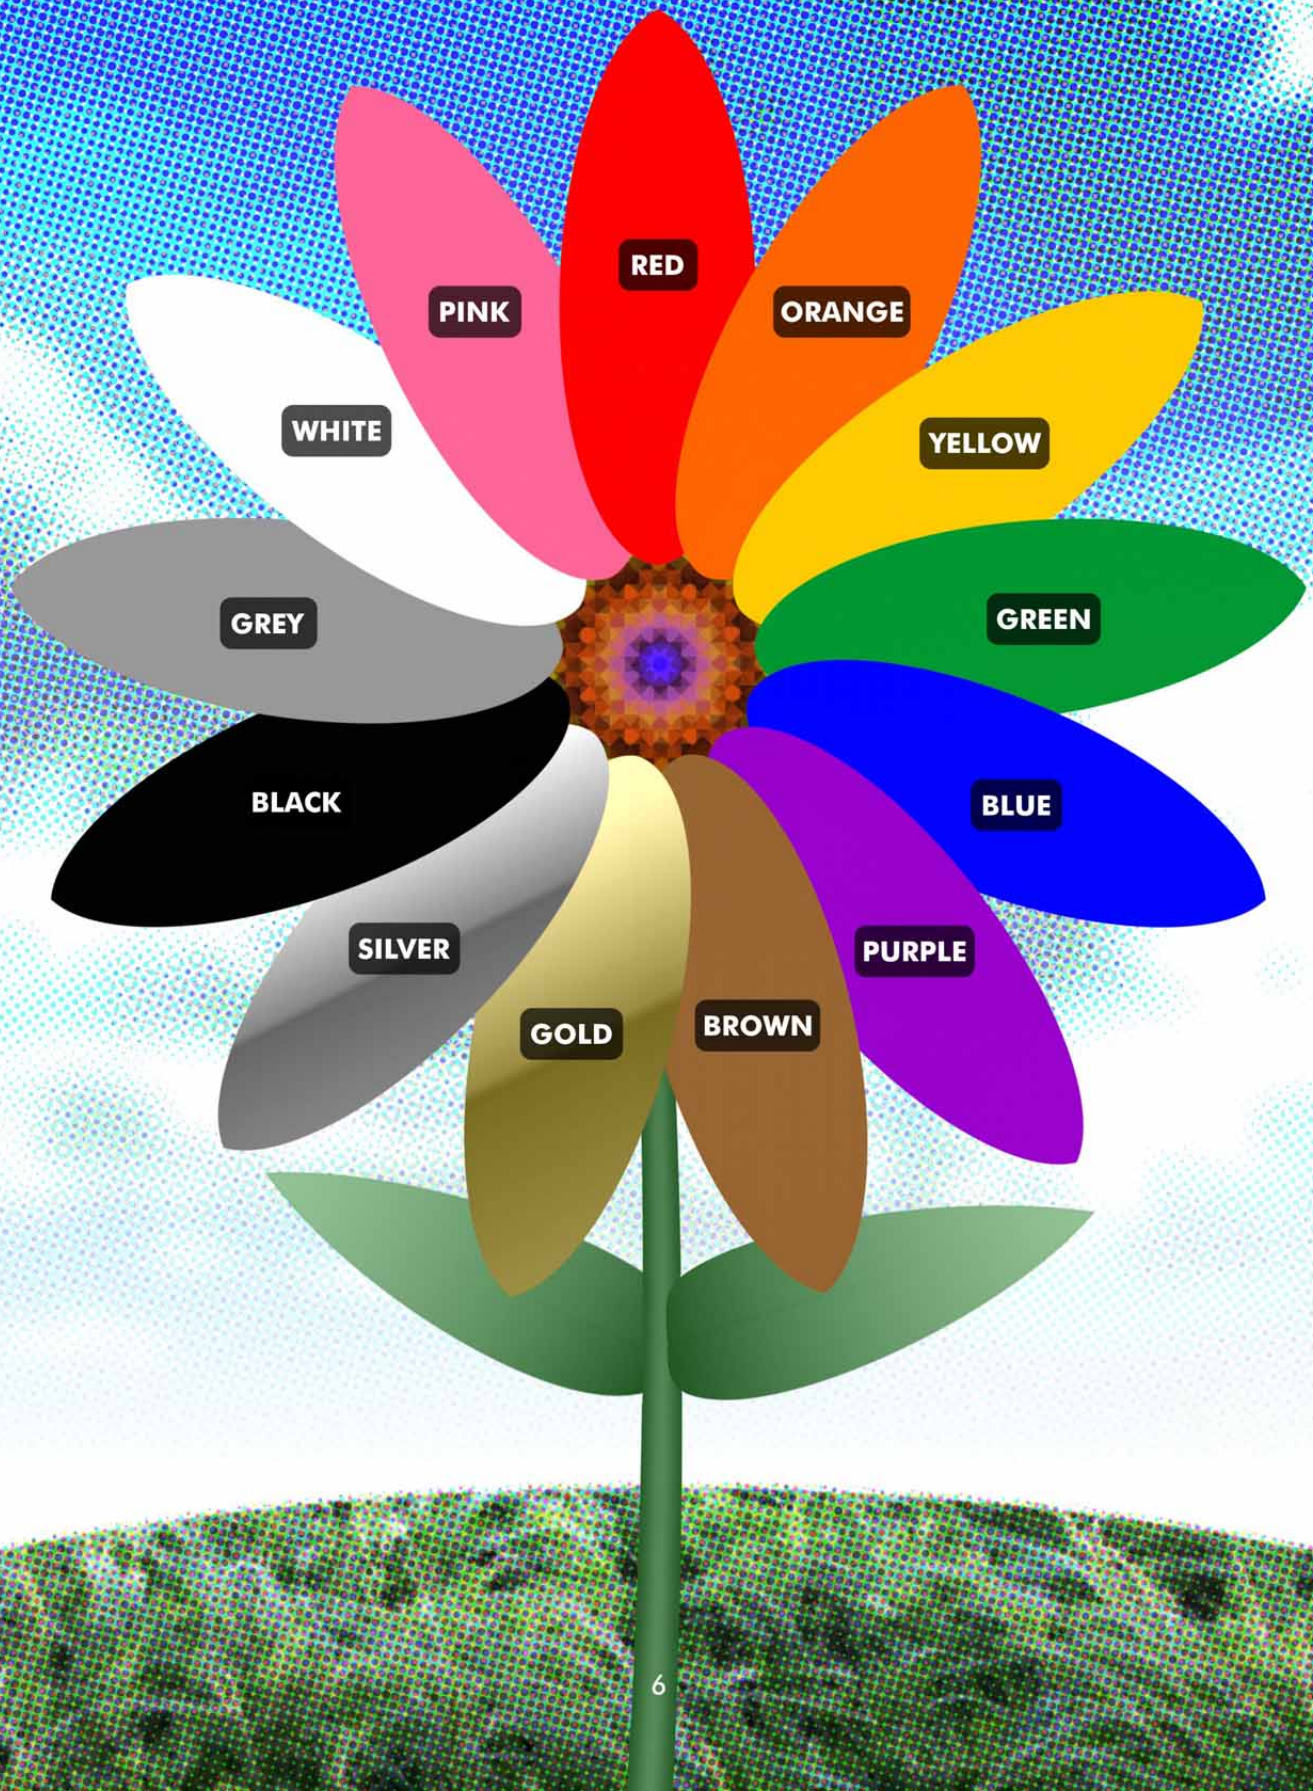 RED
PINK
ORANGE
WHITE
YELLOW
GREY
GREEN
BLACK
BLUE
SILVER
PURPLE
GOLD
BROWN
6